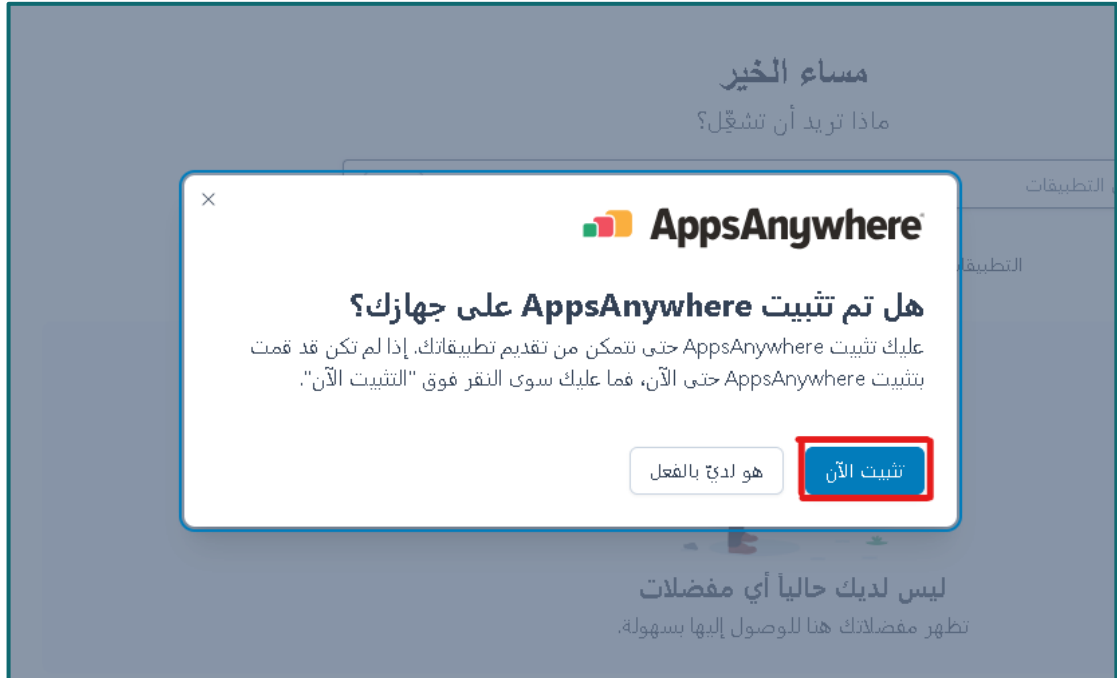 مساء الخير
ماذا تريد أن تشغّل؟
التطبيقات
AppsAnywhere
هل تم تثبيت AppsAnywhere على جهازك؟
عليك تثبيت AppsAnywhere حتى نتمكن من تقديم تطبيقاتك. إذا لم تكن قد قمت
بتثبيت AppsAnywhere حتى الآن، فما عليك سوى النقر فوق "التثبيت الآن".
تثبيت الآن
هو لديّ بالفعل
ليس لديك حالياً أي مفضلات
تظهر مفضلاتك هنا للوصول إليها بسهولة.